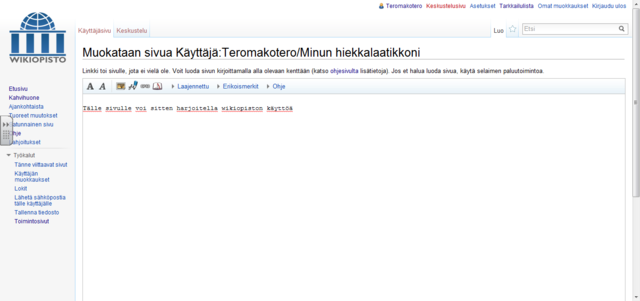 Teromakotero Keskustelusivu Asetukset Tarkkailulista Omat muokkaukset Kirjaudu ulos
Käyttäjäsivu Keskustelu Luo Etsi
WIKIOPISTO
Muokataan sivua Käyttäjä:Teromakotero/Minun hiekkalaatikkoni
Linkki toi sivulle, jota ei vielä ole. Voit luoda sivun kirjoittamalla alla olevaan kenttään (katso ohjesivulta lisätietoja). Jos et halua luoda sivua, käytä selaimen paluutoimintoa.
A A Laajennettu Erikoismerkit Ohje
Tälle sivulle voi sitten harjoitella wikiopiston käyttöä
Etusivu
Kahvihuone
Ajankohtaista
Tuoreet muutokset
Satunnainen sivu
Ohje
Lahjoitukset
Työkalut
Tänne viittaavat sivut
Käyttäjän
muokkaukset
Lokit
Lähetä sähköpostia
tälle käyttäjälle
Tallenna tiedosto
Toimintosivut